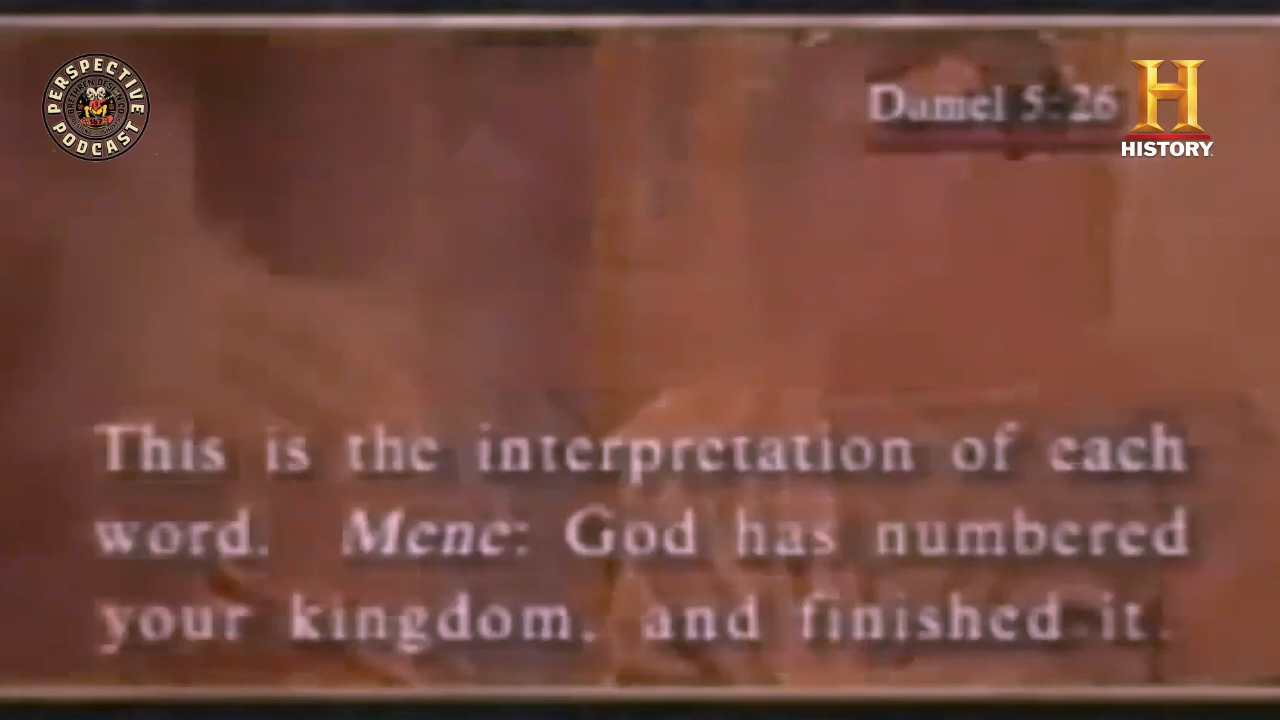 PERSPECTIVE
PODCAST
Daniel 5:26
HISTORY
This is the interpretation of each
word. Mene: God has numbered
your kingdom, and finished it.